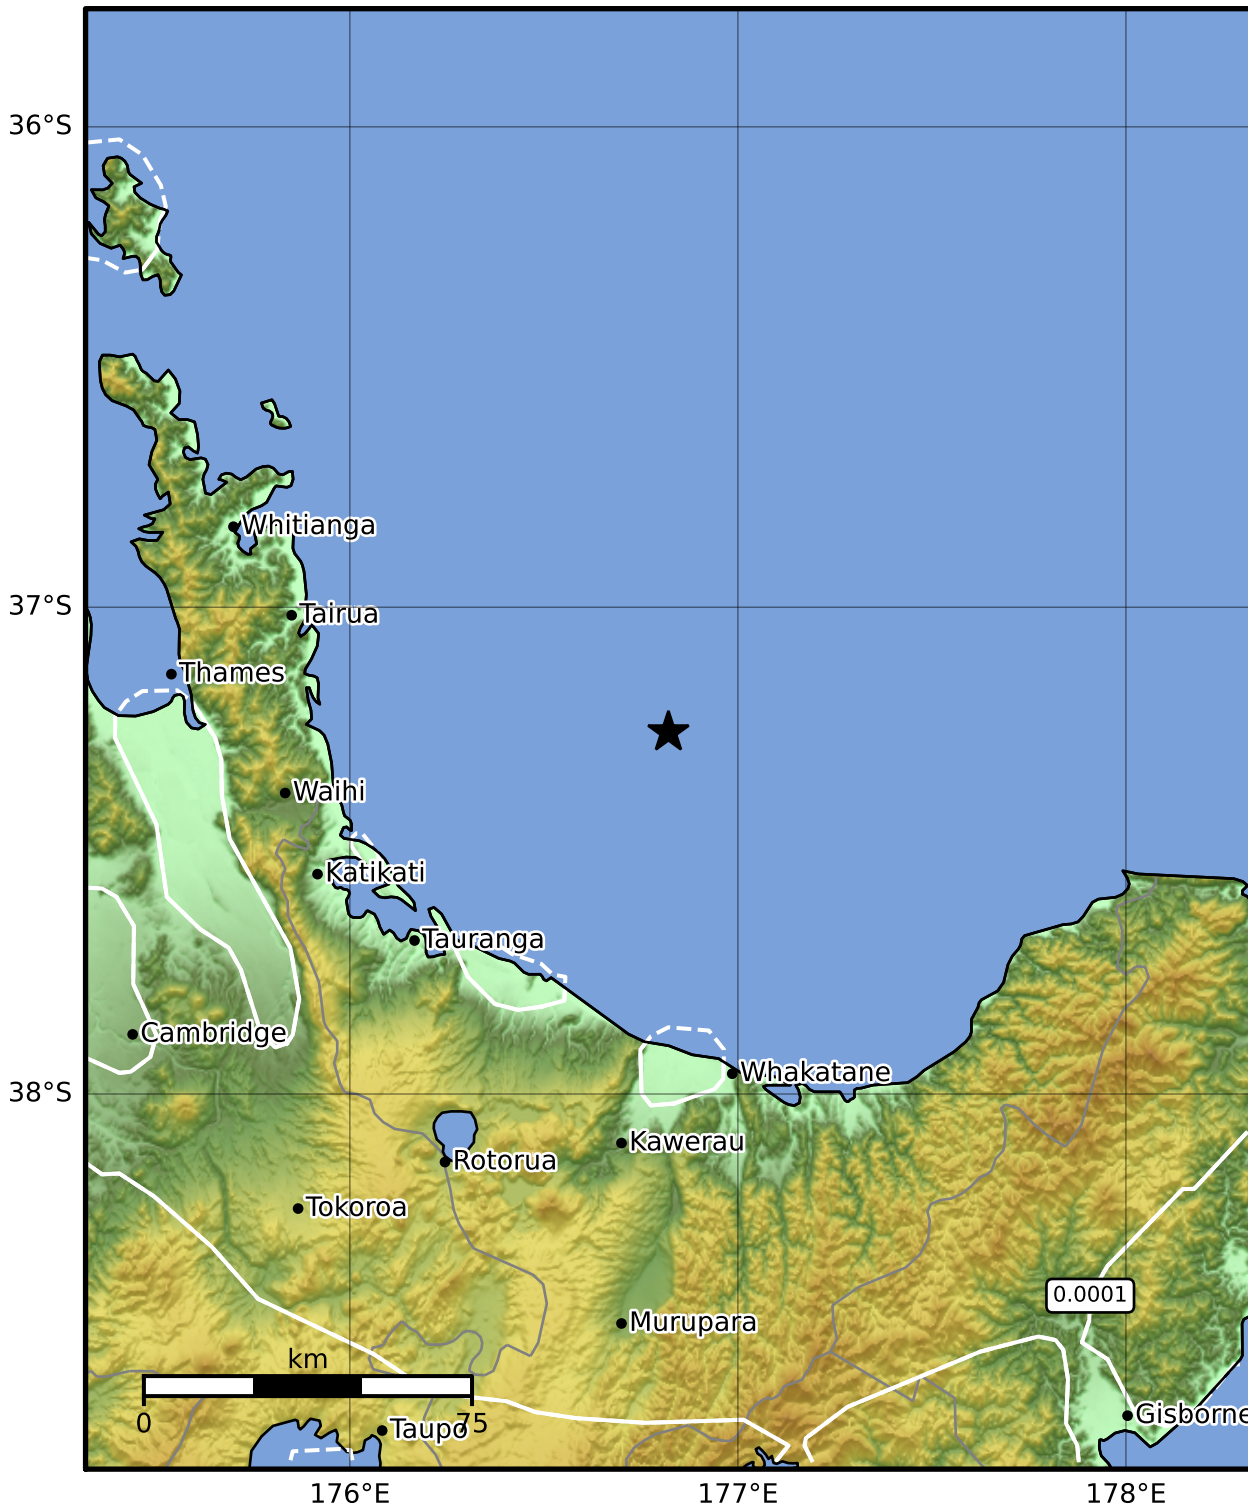 36°S
Whitianga
37°S
Tairua
Thames
Waihi
Katikati
Tauranga
Cambridge
Whakatane
38°S
Kawerau
Rotorua
Tokoroa
0.0001
Murupara
km
0
75
Taupo
Gisborne
176°E
177°E
178°E